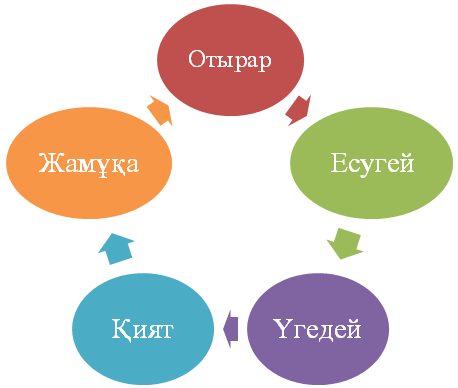 Отырар
Есугей
Үгедей
Қият
Жамұқа